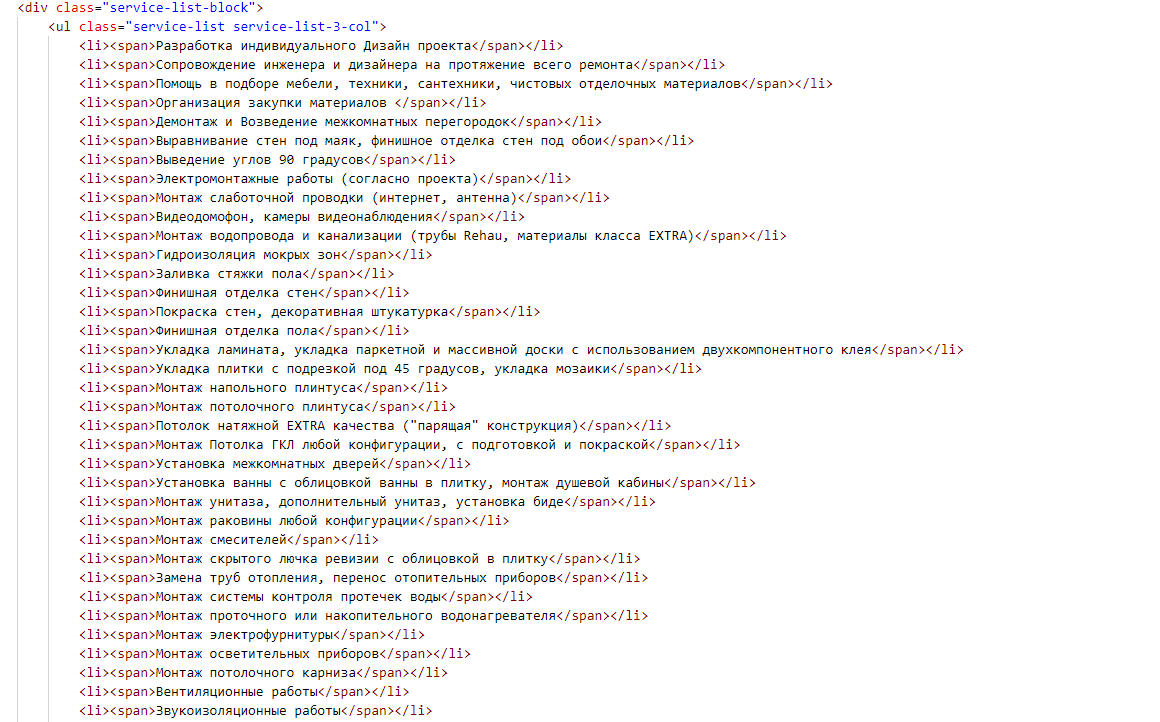 <div class="service-list-block">
<ul class="service-list service-list-3-col">
<li><span>Разработка индивидуального Дизайн проекта</span></li>
<li><span>Сопровождение инженера и дизайнера на протяжение всего ремонта</span></li>
<li><span>Помощь в подборе мебели, техники, сантехники, чистовых отделочных материалов</span></li>
<li><span>Организация закупки материалов </span></li>
<li><span>Демонтаж и Возведение межкомнатных перегородок</span></li>
<li><span>Выравнивание стен под маяк, финишное отделка стен под обои</span></li>
<li><span>Выведение углов 90 градусов</span></li>
<li><span>Электромонтажные работы (согласно проекта)</span></li>
<li><span>Монтаж слаботочной проводки (интернет, антенна)</span></li>
<li><span>Видеодомофон, камеры видеонаблюдения</span></li>
<li><span>Монтаж водопровода и канализации (трубы Rehau, материалы класса EXTRA)</span></li>
<li><span>Гидроизоляция мокрых зон</span></li>
<li><span>Заливка стяжки пола</span></li>
<li><span>Финишная отделка стен</span></li>
<li><span>Покраска стен, декоративная штукатурка</span></li>
<li><span>Финишная отделка пола</span></li>
<li><span>Укладка ламината, укладка паркетной и массивной доски с использованием двухкомпонентного клея</span></li>
<li><span>Укладка плитки с подрезкой под 45 градусов, укладка мозаики</span></li>
<li><span>Монтаж напольного плинтуса</span></li>
<li><span>Монтаж потолочного плинтуса</span></li>
<li><span>Потолок натяжной EXTRA качества ("парящая" конструкция)</span></li>
<li><span>Монтаж Потолка ГКЛ любой конфигурации, с подготовкой и покраской</span></li>
<li><span>Установка межкомнатных дверей</span></li>
<li><span>Установка ванны с облицовкой ванны в плитку, монтаж душевой кабины</span></li>
<li><span>Монтаж унитаза, дополнительный унитаз, установка биде</span></li>
<li><span>Монтаж раковины любой конфигурации</span></li>
<li><span>Монтаж смесителей</span></li>
<li><span>Монтаж скрытого лючка ревизии с облицовкой в плитку</span></li>
<li><span>Замена труб отопления, перенос отопительных приборов</span></li>
<li><span>Монтаж системы контроля протечек воды</span></li>
<li><span>Монтаж проточного или накопительного водонагревателя</span></li>
<li><span>Монтаж электрофурнитуры</span></li>
<li><span>Монтаж осветительных приборов</span></li>
<li><span>Монтаж потолочного карниза</span></li>
<li><span>Вентиляционные работы</span></li>
<li><span>Звукоизоляционные работы</span></li>